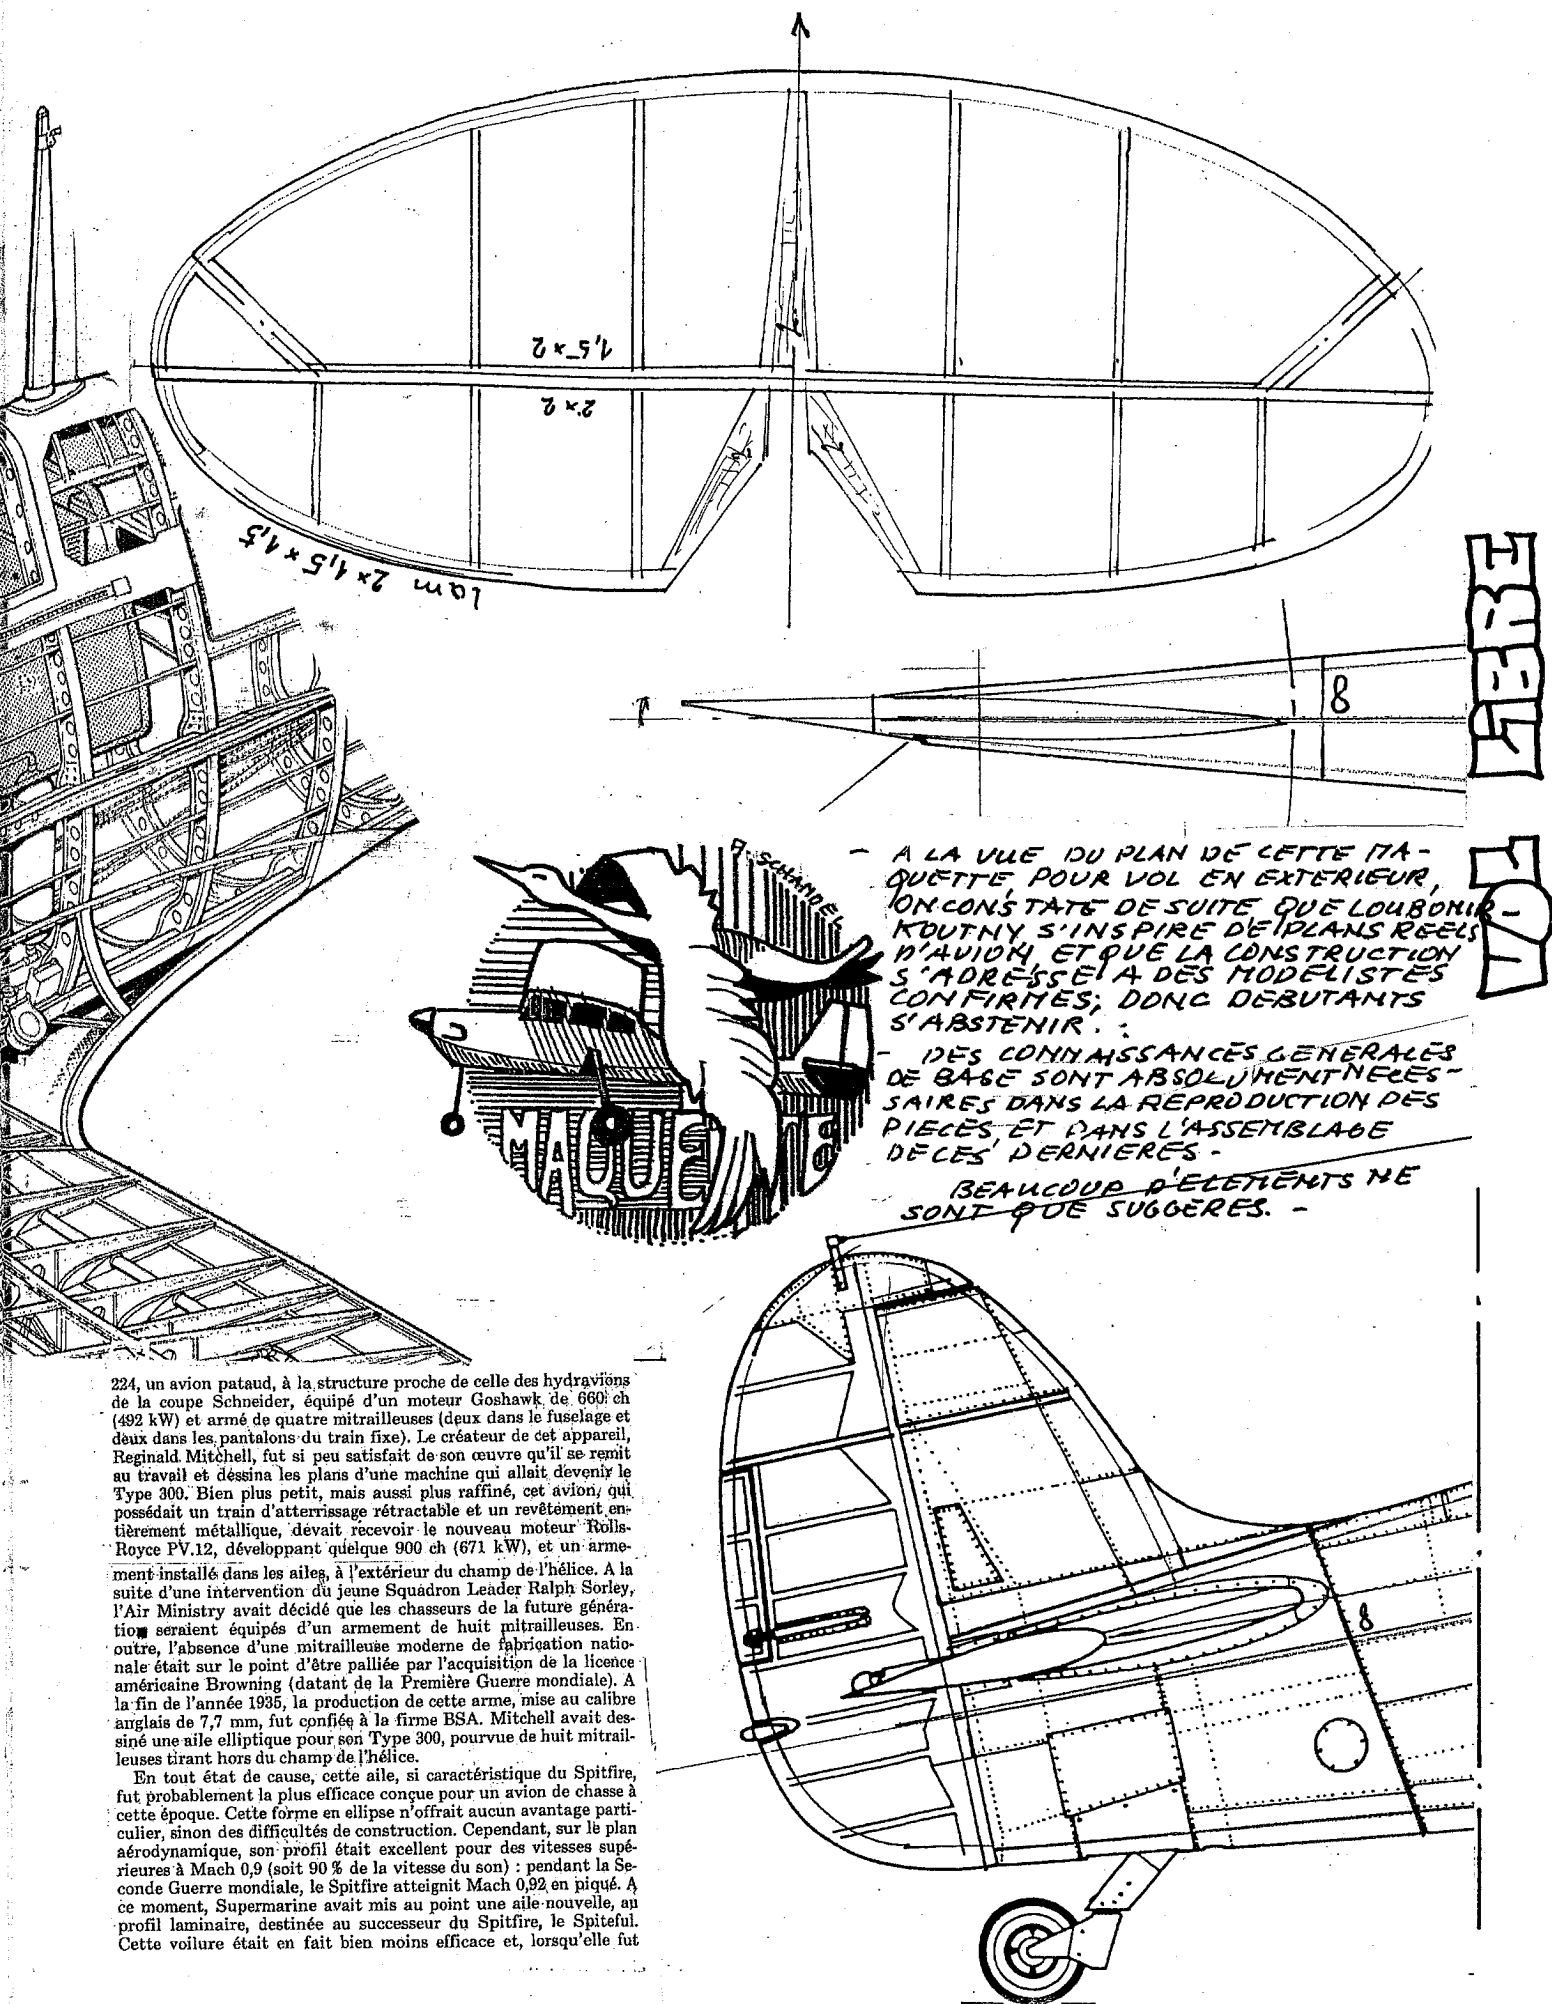 1,5 x 2
2 x 2
Lam 2 x 1,5 x 1,5
8
VOL LIBRE
A. SCHANDEL
MAQUETTE
- A LA VUE DU PLAN DE CETTE MA-
QUETTE, POUR VOL EN EXTERIEUR,
ON CONSTATE DE SUITE QUE LOUBOMIR
KOUTNY S'INSPIRE DE PLANS REELS
D'AVION, ET QUE LA CONSTRUCTION
S'ADRESSE A DES MODELISTES
CONFIRMES, DONC DEBUTANTS
S'ABSTENIR.
- DES CONNAISSANCES GENERALES
DE BASE SONT ABSOLUMENT NECES-
SAIRES DANS LA REPRODUCTION DES
PIECES, ET DANS L'ASSEMBLAGE
DE CES DERNIERES -
BEAUCOUP D'ELEMENTS NE
SONT QUE SUGGERES. -
8
224, un avion pataud, à la structure proche de celle des hydravions
de la coupe Schneider, équipé d'un moteur Goshawk de 660 ch
(492 kW) et armé de quatre mitrailleuses (deux dans le fuselage et
deux dans les pantalons du train fixe). Le créateur de cet appareil,
Reginald Mitchell, fut si peu satisfait de son œuvre qu'il se remit
au travail et dessina les plans d'une machine qui allait devenir le
Type 300. Bien plus petit, mais aussi plus raffiné, cet avion, qui
possédait un train d'atterrissage rétractable et un revêtement en-
tièrement métallique, devait recevoir le nouveau moteur Rolls-
Royce PV.12, développant quelque 900 ch (671 kW), et un arme-
ment installé dans les ailes, à l'extérieur du champ de l'hélice. A la
suite d'une intervention du jeune Squadron Leader Ralph Sorley,
l'Air Ministry avait décidé que les chasseurs de la future généra-
tion seraient équipés d'un armement de huit mitrailleuses. En
outre, l'absence d'une mitrailleuse moderne de fabrication natio-
nale était sur le point d'être palliée par l'acquisition de la licence
américaine Browning (datant de la Première Guerre mondiale). A
la fin de l'année 1935, la production de cette arme, mise au calibre
anglais de 7,7 mm, fut confiée à la firme BSA. Mitchell avait des-
siné une aile elliptique pour son Type 300, pourvue de huit mitrail-
leuses tirant hors du champ de l'hélice.
En tout état de cause, cette aile, si caractéristique du Spitfire,
fut probablement la plus efficace conçue pour un avion de chasse à
cette époque. Cette forme en ellipse n'offrait aucun avantage parti-
culier, sinon des difficultés de construction. Cependant, sur le plan
aérodynamique, son profil était excellent pour des vitesses supé-
rieures à Mach 0,9 (soit 90 % de la vitesse du son) : pendant la Se-
conde Guerre mondiale, le Spitfire atteignit Mach 0,92 en piqué. A
ce moment, Supermarine avait mis au point une aile nouvelle, au
profil laminaire, destinée au successeur du Spitfire, le Spiteful.
Cette voilure était en fait bien moins efficace et, lorsqu'elle fut